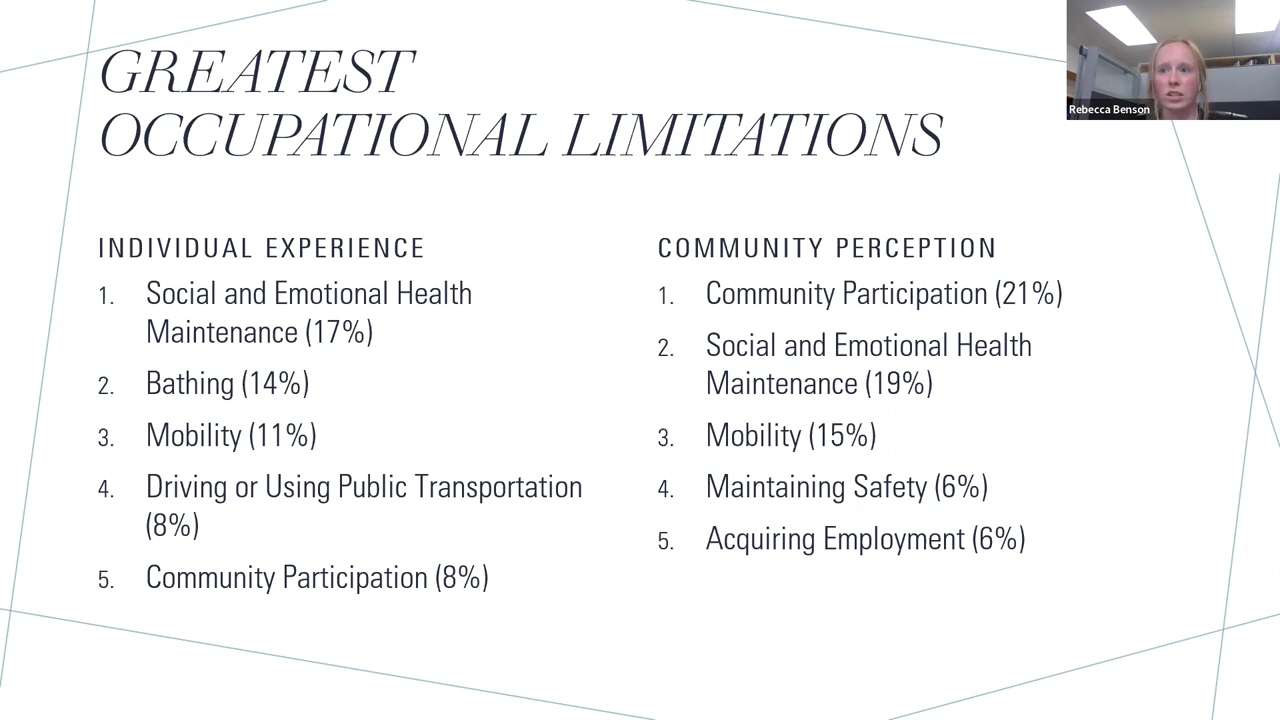 GREATEST
OCCUPATIONAL LIMITATIONS
Rebecca Benson
INDIVIDUAL EXPERIENCE
1. Social and Emotional Health
Maintenance (17%)
2. Bathing (14%)
3. Mobility (11%)
4. Driving or Using Public Transportation
(8%)
5. Community Participation (8%)
COMMUNITY PERCEPTION
1. Community Participation (21%)
2. Social and Emotional Health
Maintenance (19%)
3. Mobility (15%)
4. Maintaining Safety (6%)
5. Acquiring Employment (6%)